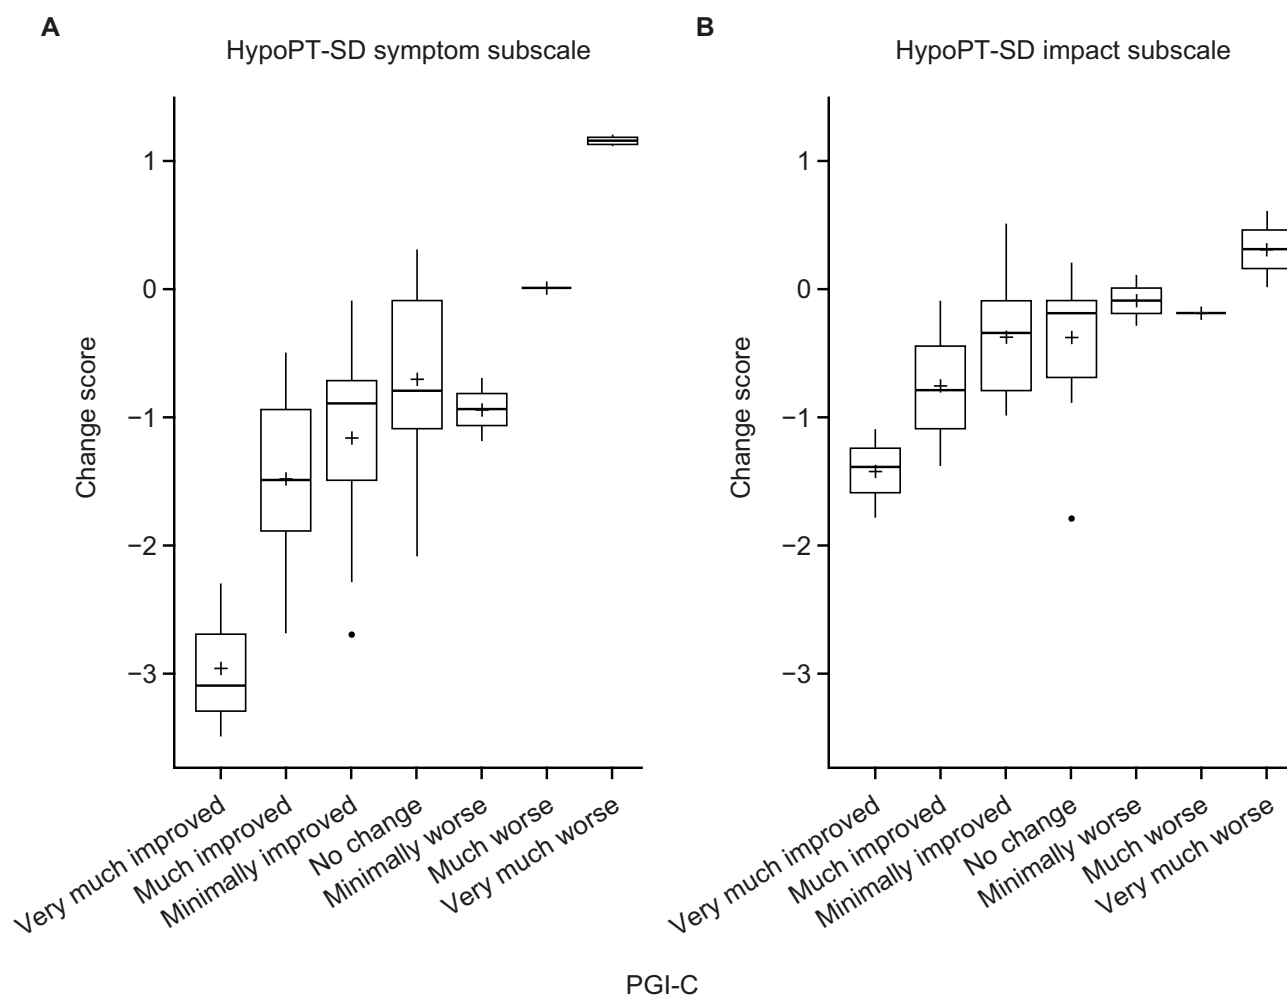 A
HypoPT-SD symptom subscale
Change score
1
0
−1
−2
−3
Very much improved
Much improved
Minimally improved
No change
Minimally worse
Much worse
Very much worse
B
HypoPT-SD impact subscale
Change score
1
0
−1
−2
−3
Very much improved
Much improved
Minimally improved
No change
Minimally worse
Much worse
Very much worse
PGI-C